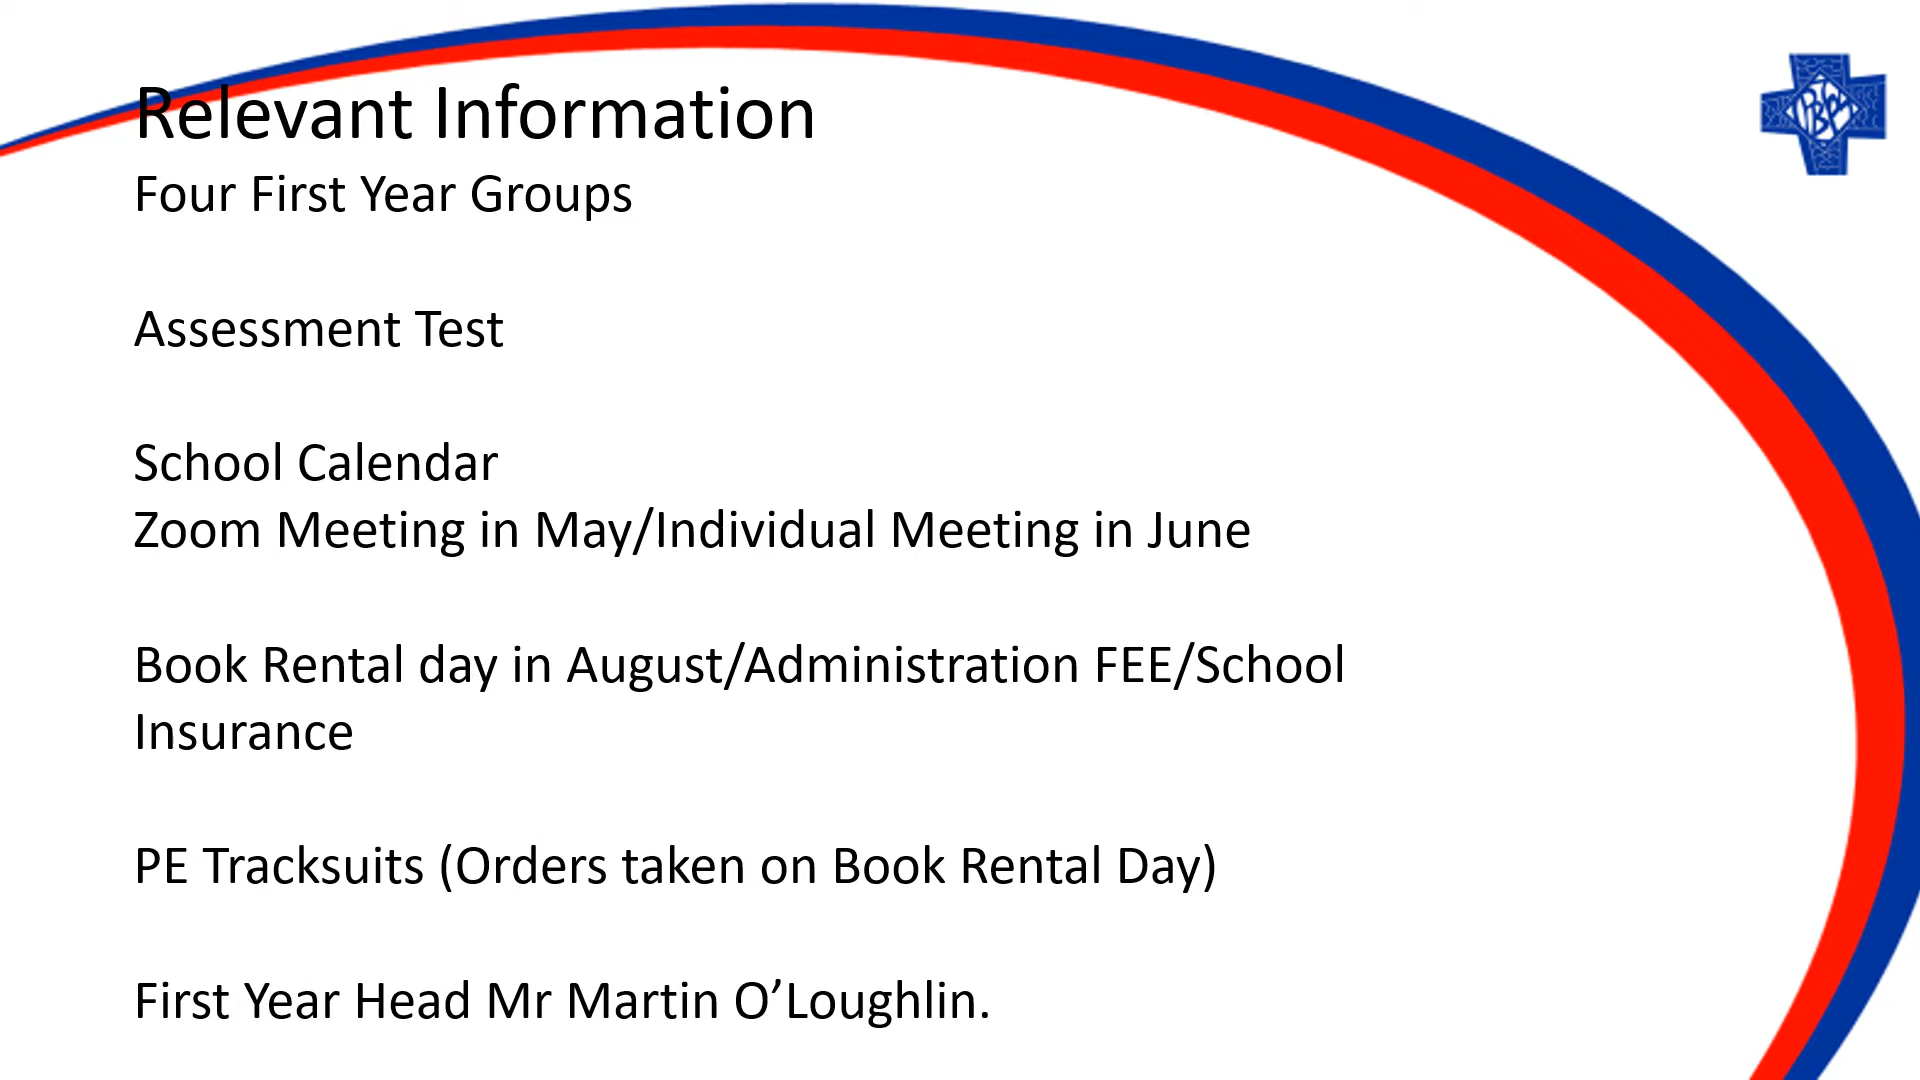 Relevant Information
Four First Year Groups
Assessment Test
School Calendar
Zoom Meeting in May/Individual Meeting in June
Book Rental day in August/Administration FEE/School
Insurance
PE Tracksuits (Orders taken on Book Rental Day)
First Year Head Mr Martin O’Loughlin.